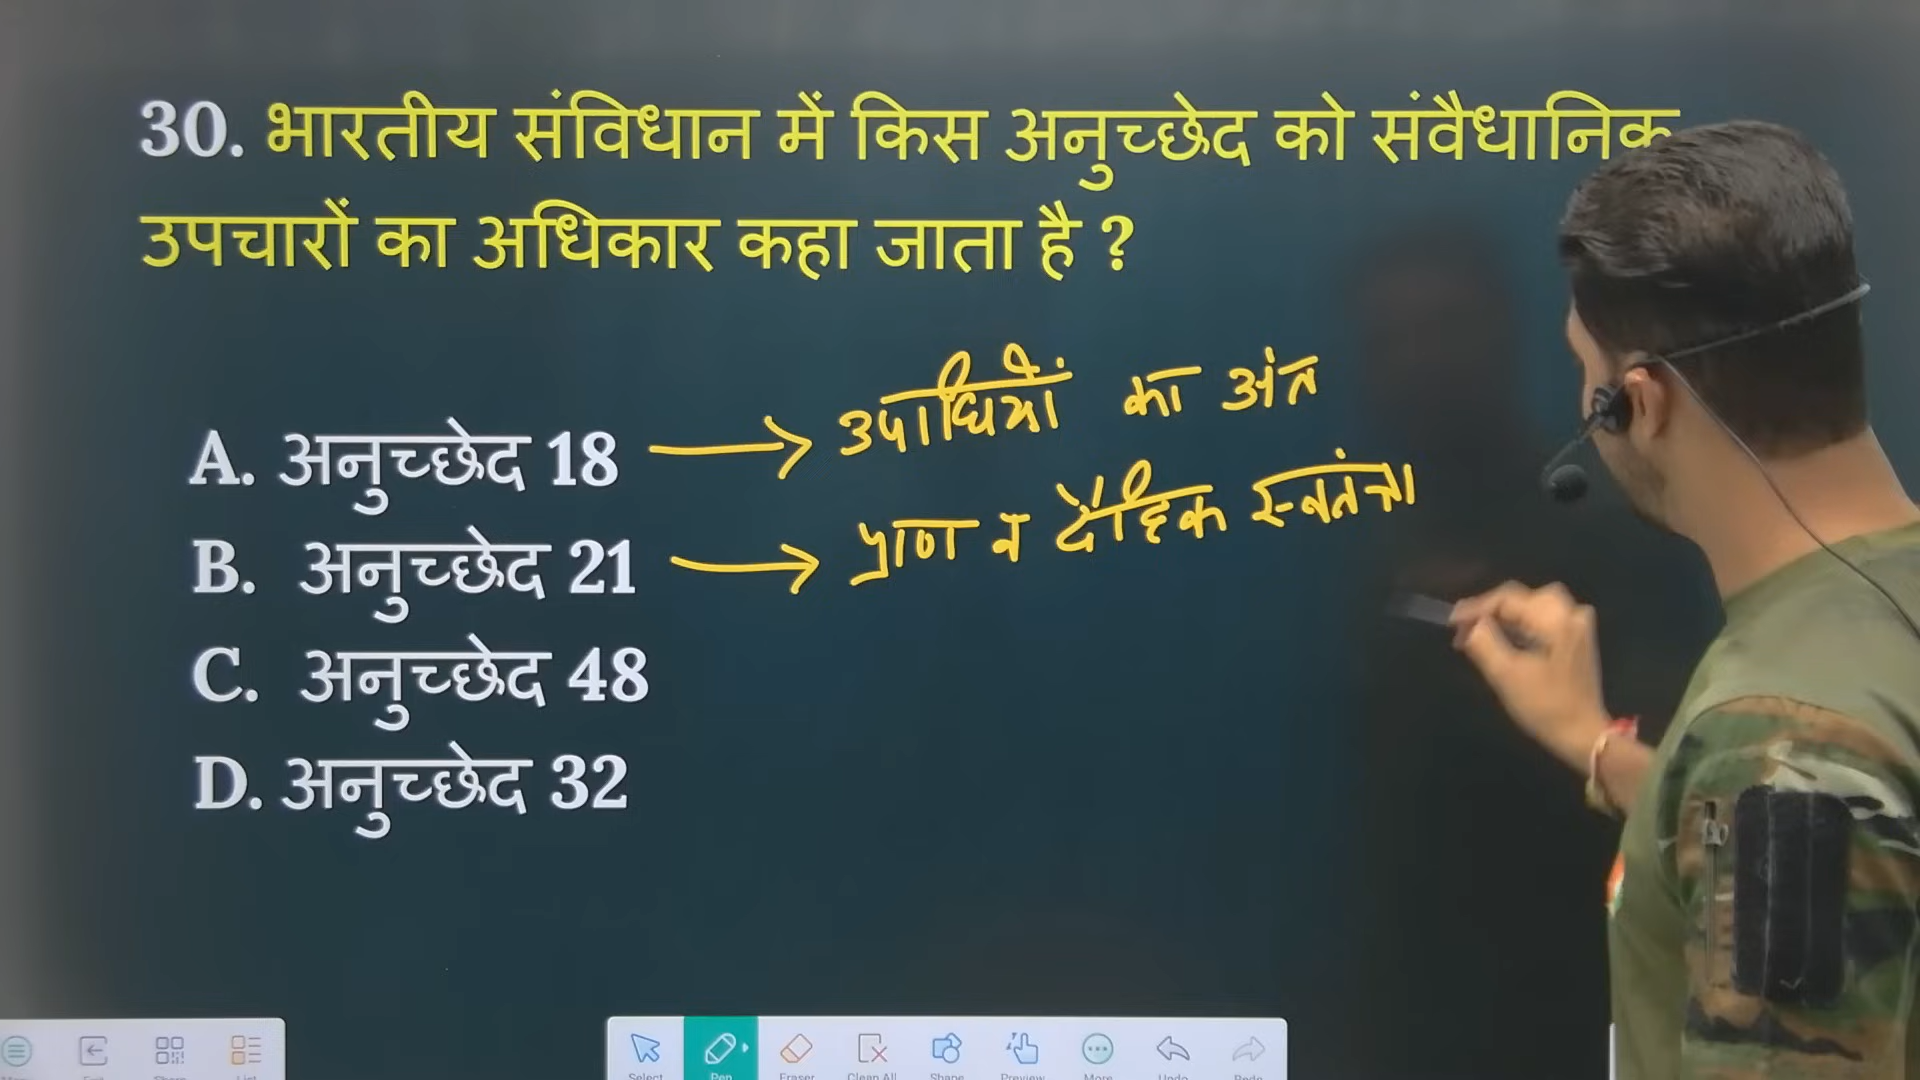 30. भारतीय संविधान में किस अनुच्छेद को संवैधानिक
उपचारों का अधिकार कहा जाता है ?
A. अनुच्छेद 18 → उपाधियों का अंत
B. अनुच्छेद 21 → प्राण व दैहिक स्वतंत्रता
C. अनुच्छेद 48
D. अनुच्छेद 32
Select Pen Eraser Clean All Shape Preview More Undo Redo